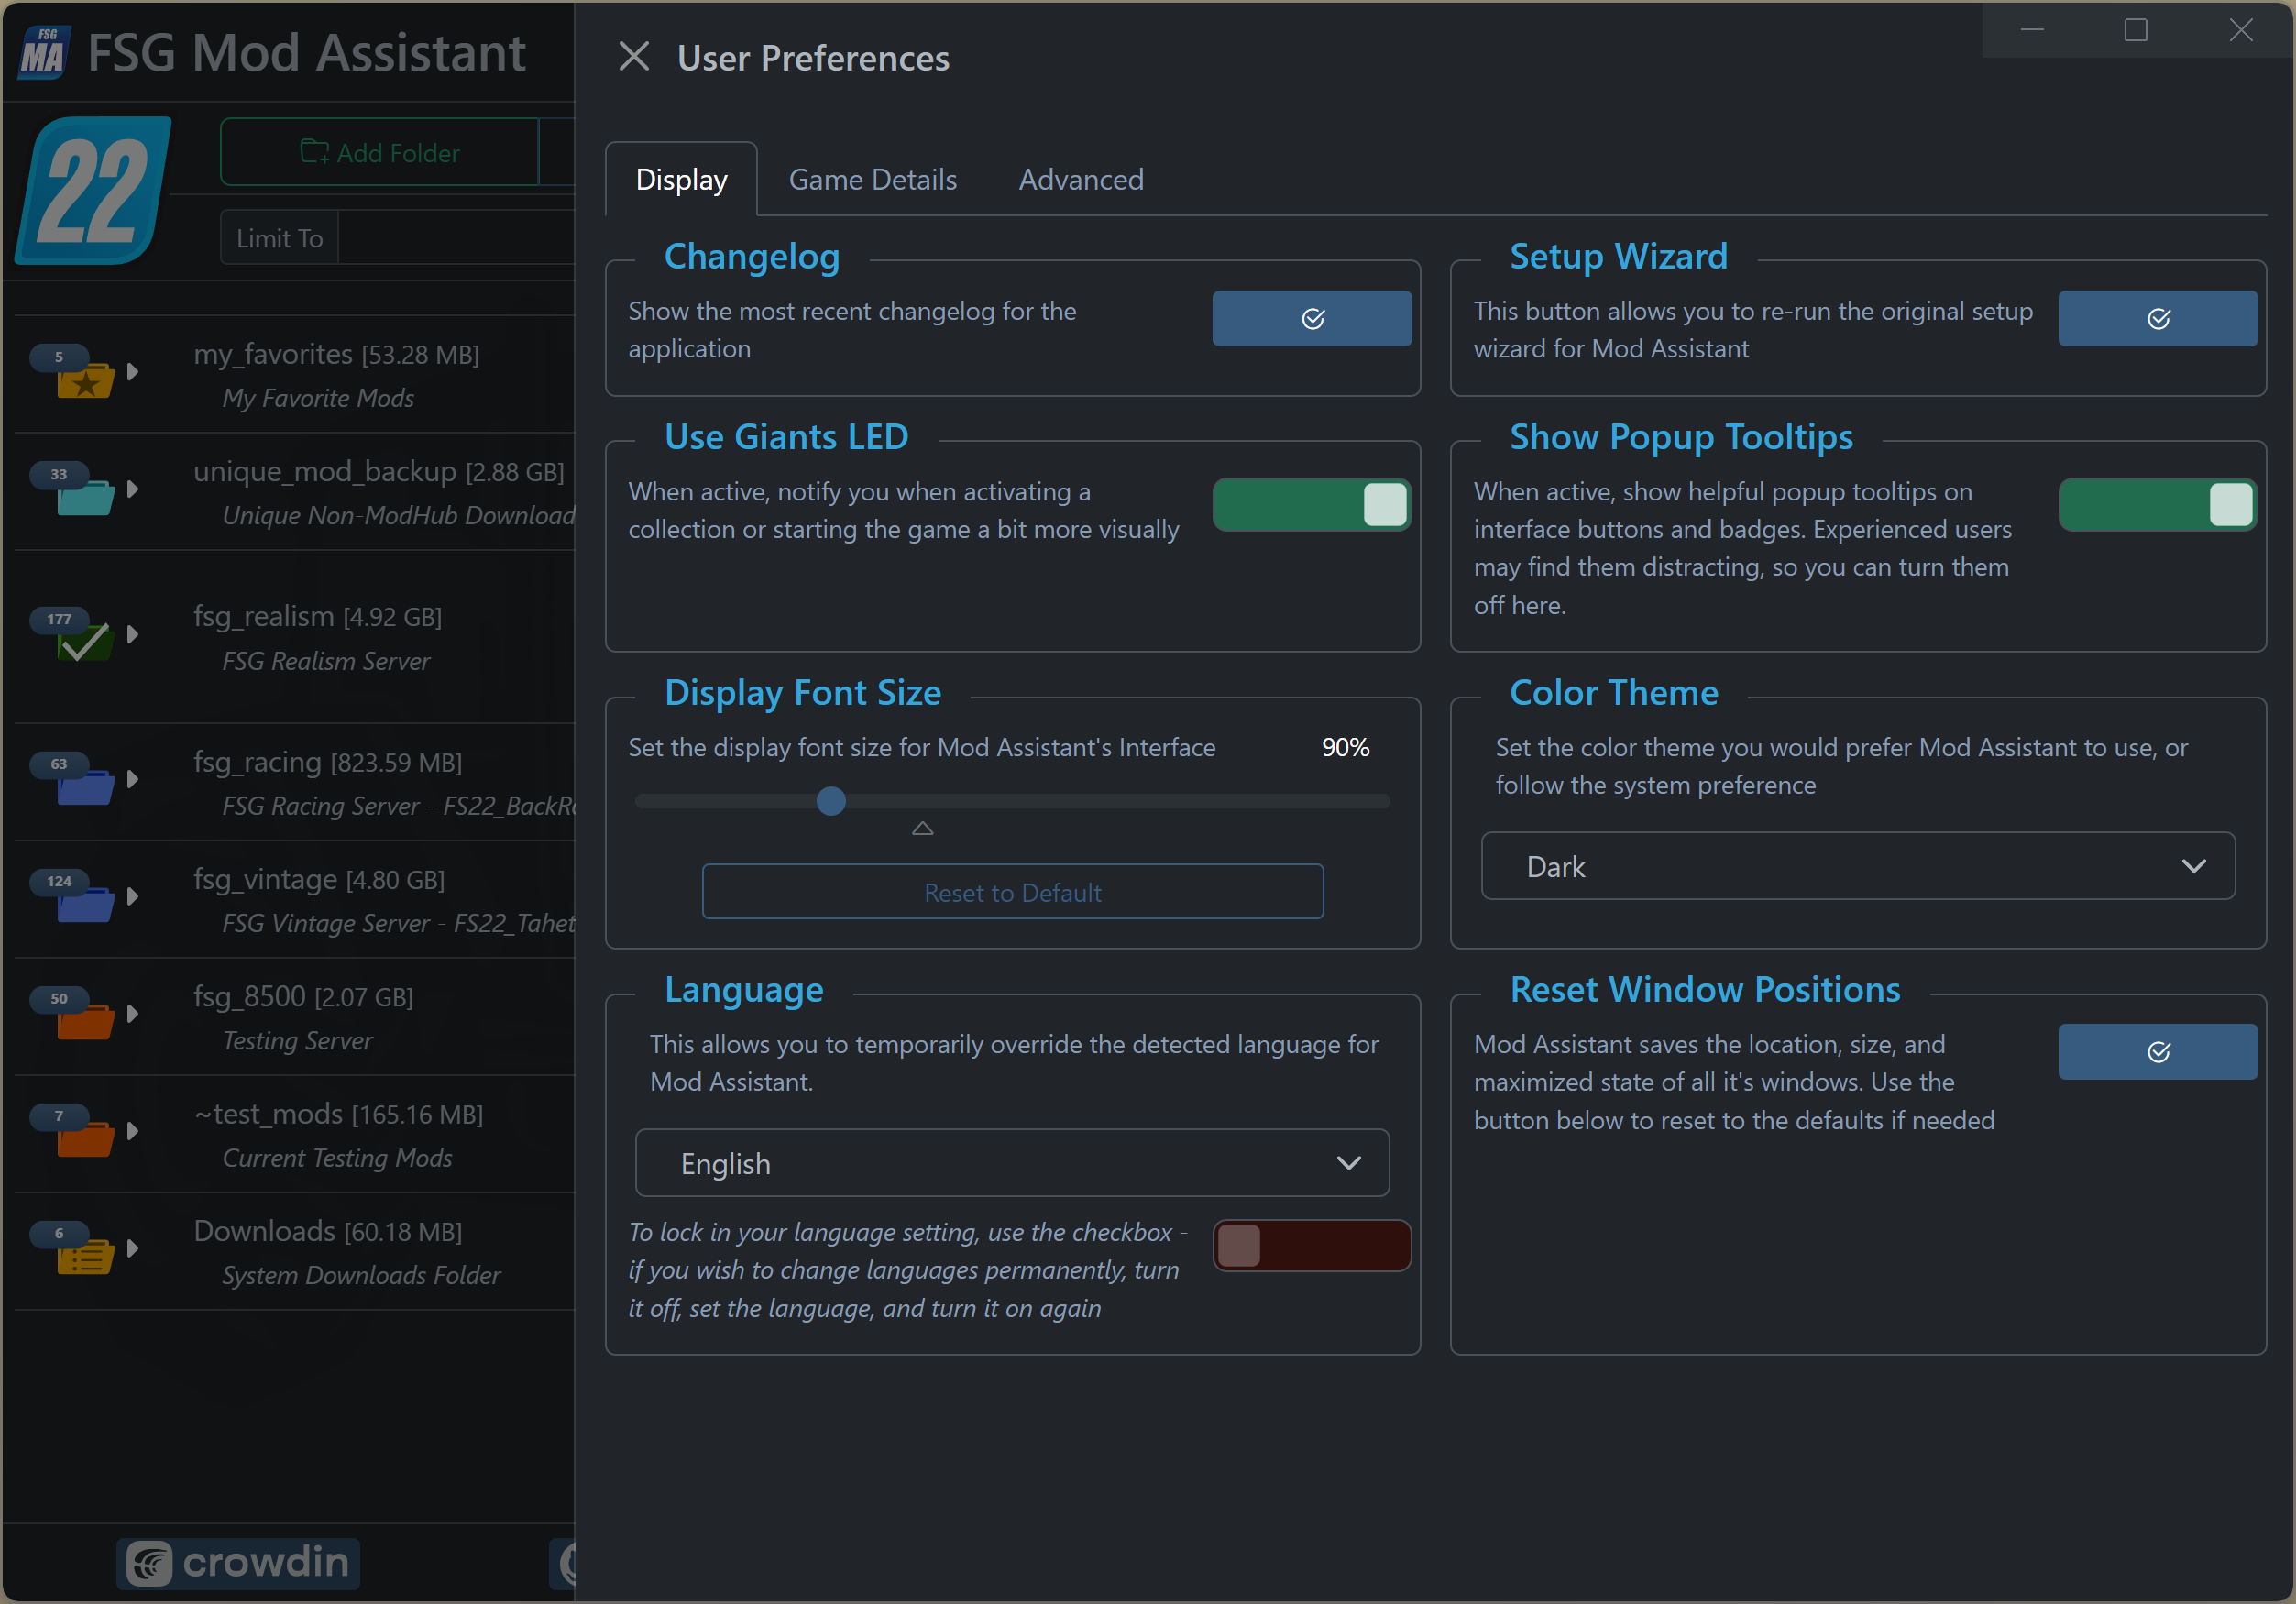 FSG
MA
FSG Mod Assistant
22
Add Folder
Limit To
5
my_favorites [53.28 MB]
My Favorite Mods
33
unique_mod_backup [2.88 GB]
Unique Non-ModHub Download
177
fsg_realism [4.92 GB]
FSG Realism Server
63
fsg_racing [823.59 MB]
FSG Racing Server - FS22_BackRo
124
fsg_vintage [4.80 GB]
FSG Vintage Server - FS22_Tahet
50
fsg_8500 [2.07 GB]
Testing Server
7
~test_mods [165.16 MB]
Current Testing Mods
6
Downloads [60.18 MB]
System Downloads Folder
crowdin
User Preferences
Display
Game Details
Advanced
Changelog
Show the most recent changelog for the
application
Setup Wizard
This button allows you to re-run the original setup
wizard for Mod Assistant
Use Giants LED
When active, notify you when activating a
collection or starting the game a bit more visually
Show Popup Tooltips
When active, show helpful popup tooltips on
interface buttons and badges. Experienced users
may find them distracting, so you can turn them
off here.
Display Font Size
Set the display font size for Mod Assistant's Interface
90%
Reset to Default
Color Theme
Set the color theme you would prefer Mod Assistant to use, or
follow the system preference
Dark
Language
This allows you to temporarily override the detected language for
Mod Assistant.
English
To lock in your language setting, use the checkbox -
if you wish to change languages permanently, turn
it off, set the language, and turn it on again
Reset Window Positions
Mod Assistant saves the location, size, and
maximized state of all it's windows. Use the
button below to reset to the defaults if needed